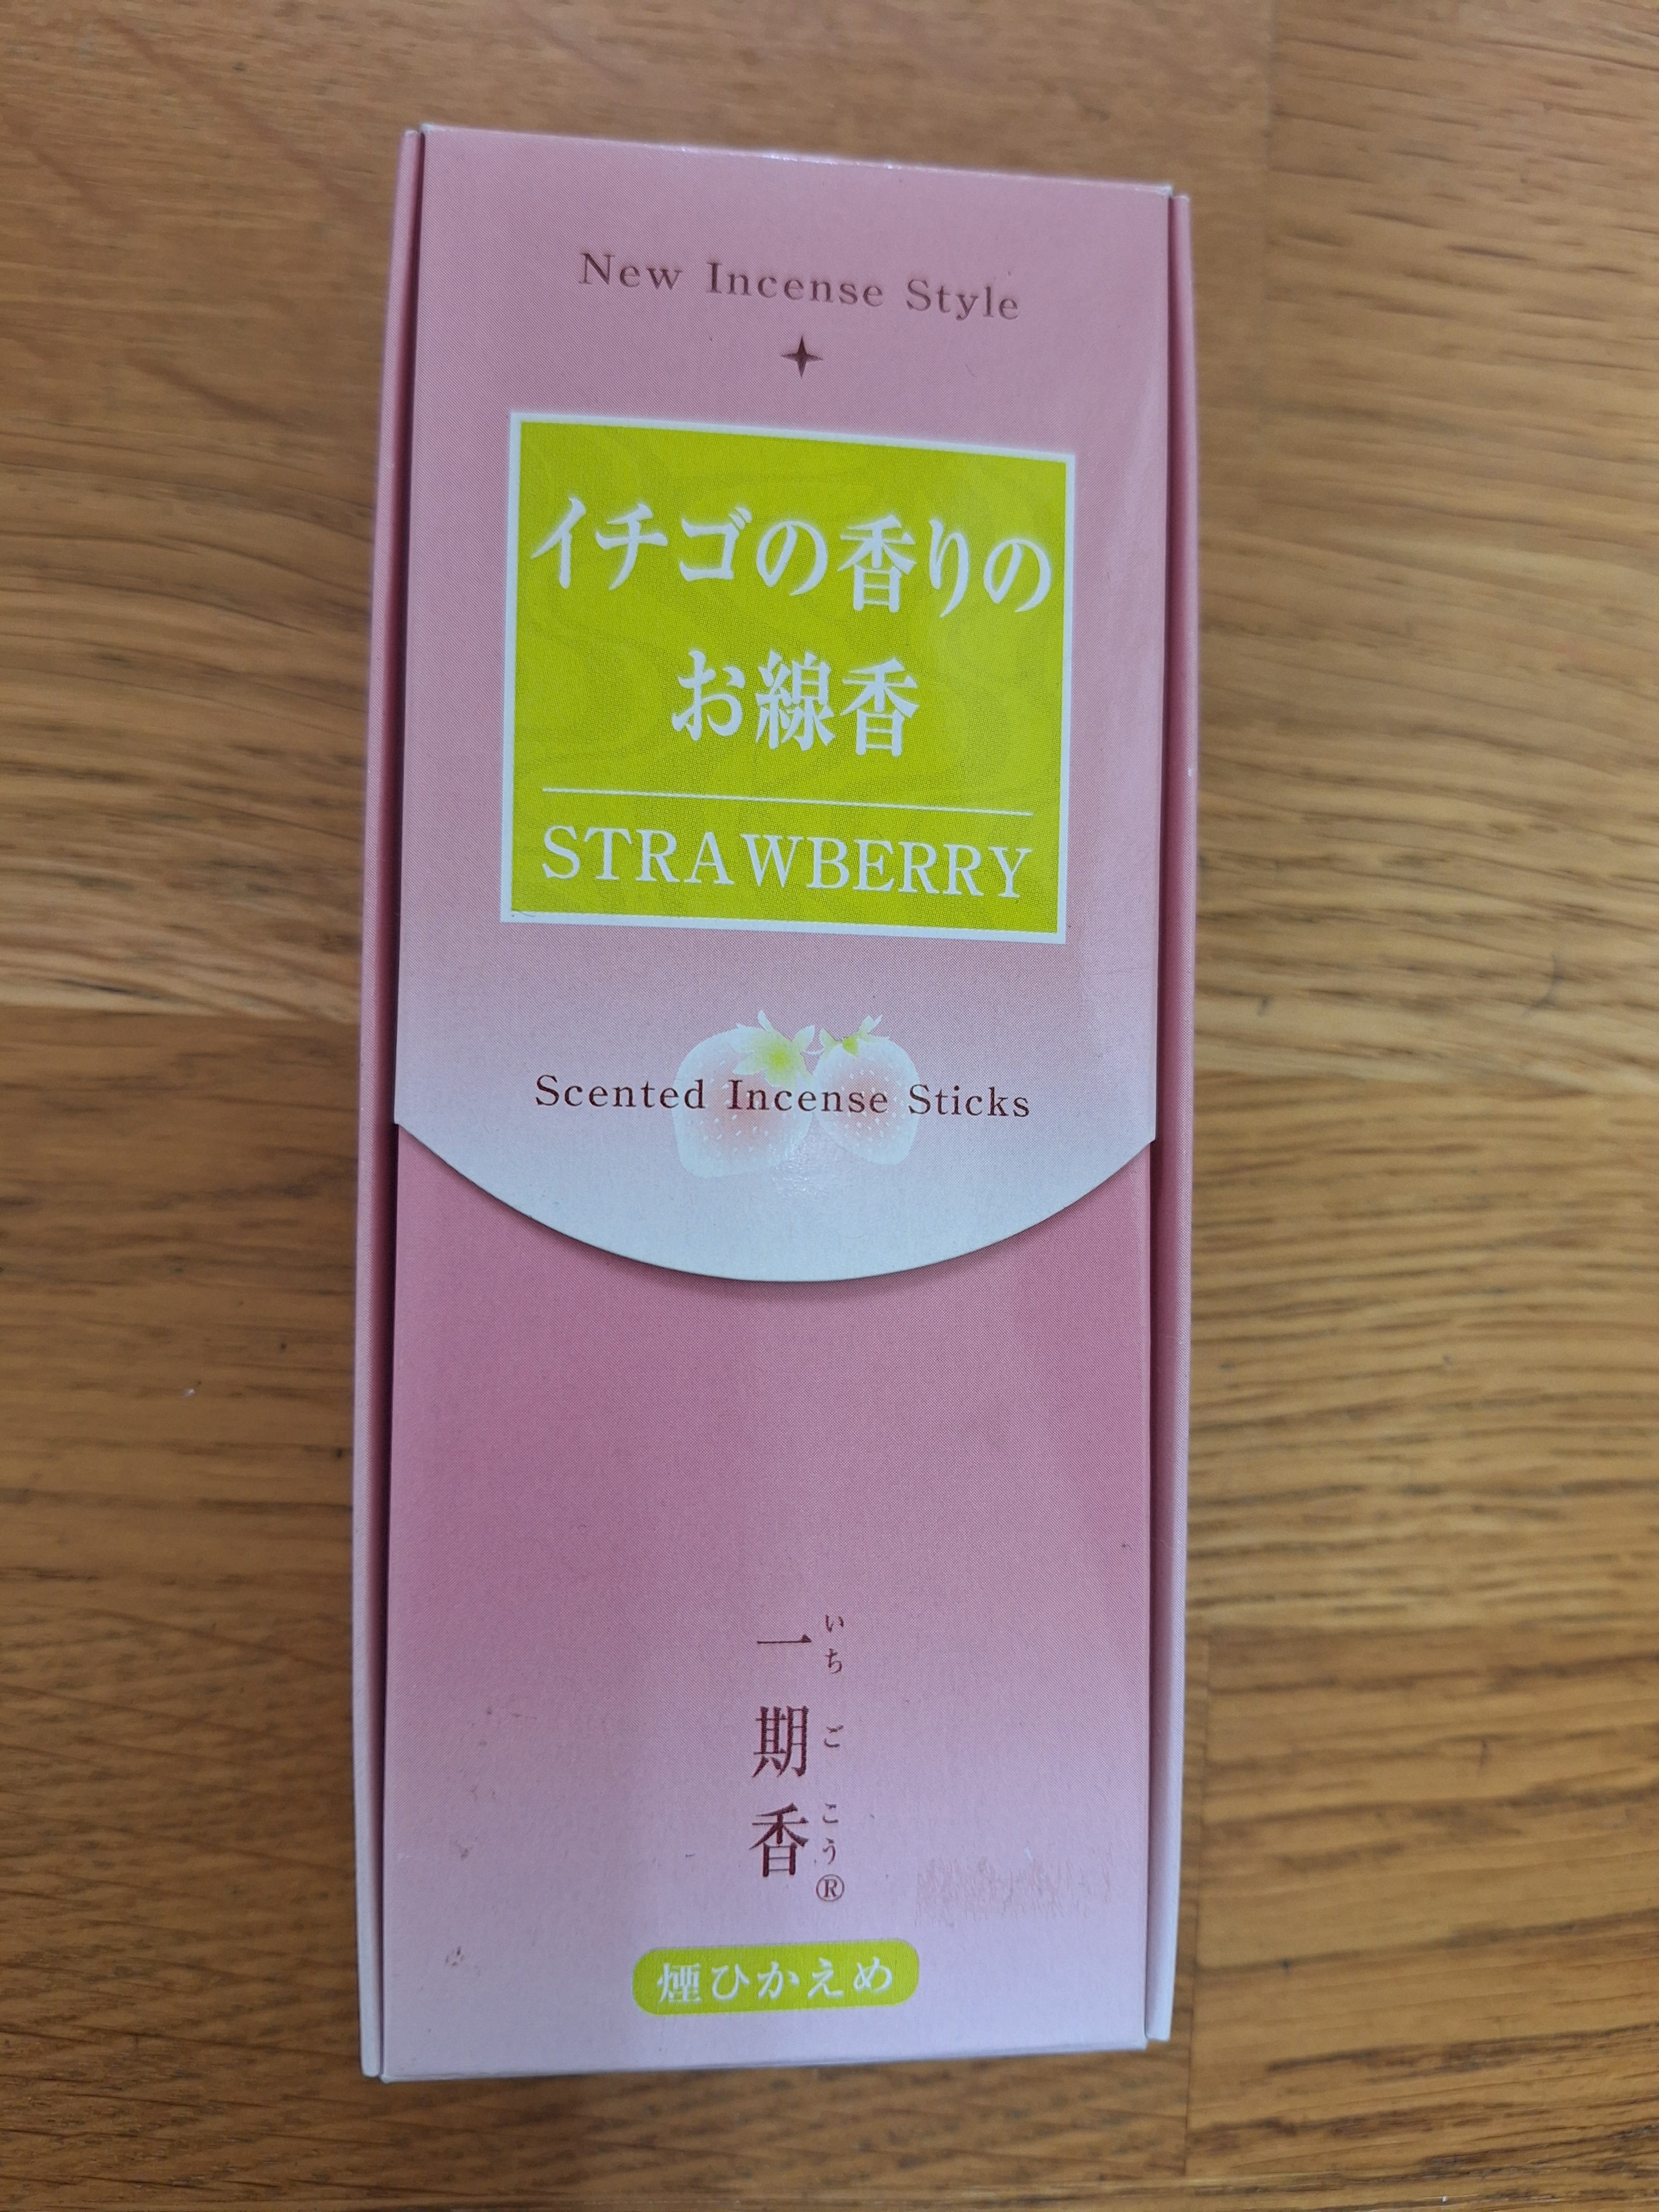 New Incense Style
イチゴの香りの
お線香
STRAWBERRY
Scented Incense Sticks
一期香
いちごこう®
煙ひかえめ